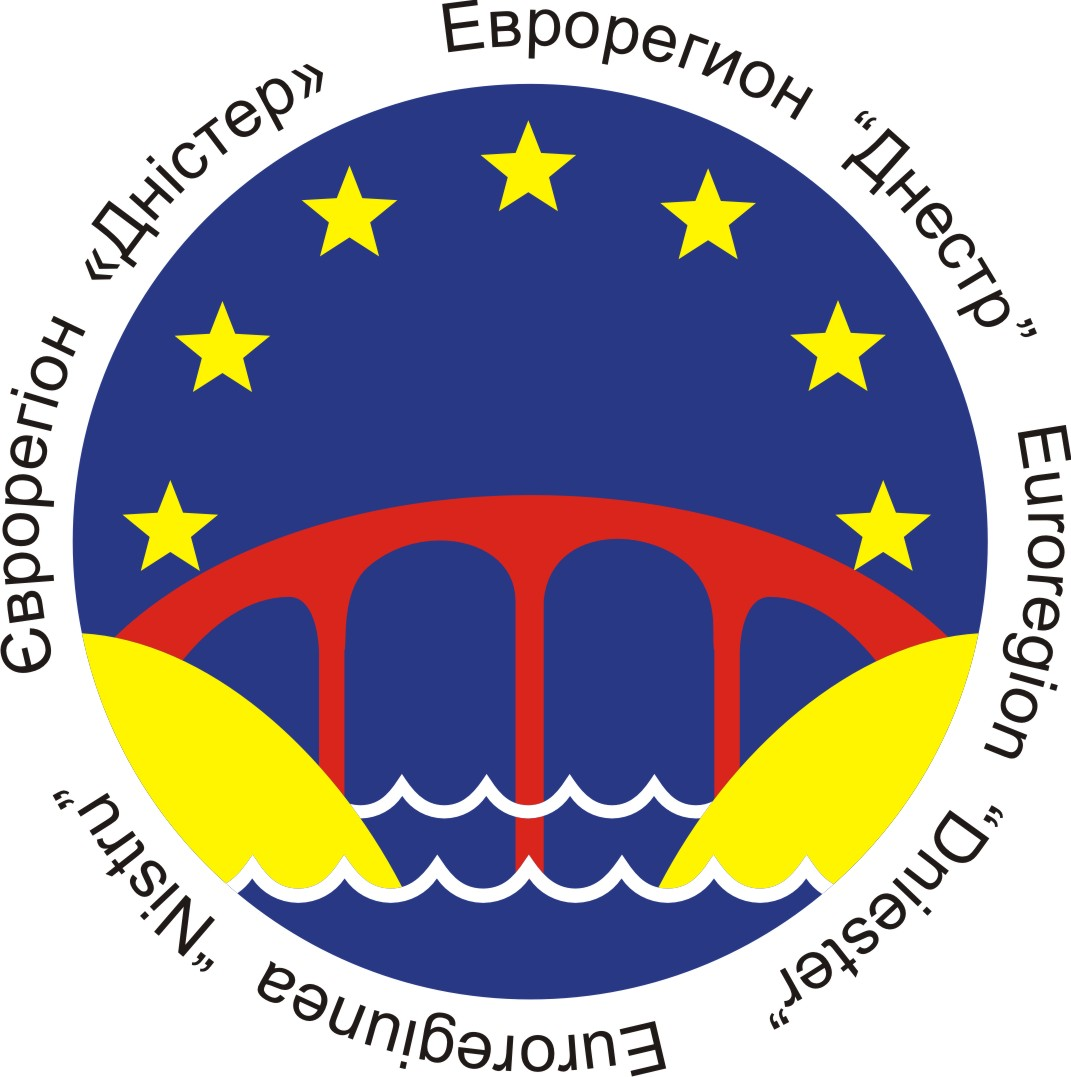 Єврорегіон «Дністер»
Еврорегион “Днестр”
Euroregion “Dniester”
Euroregiunea “Nistru”